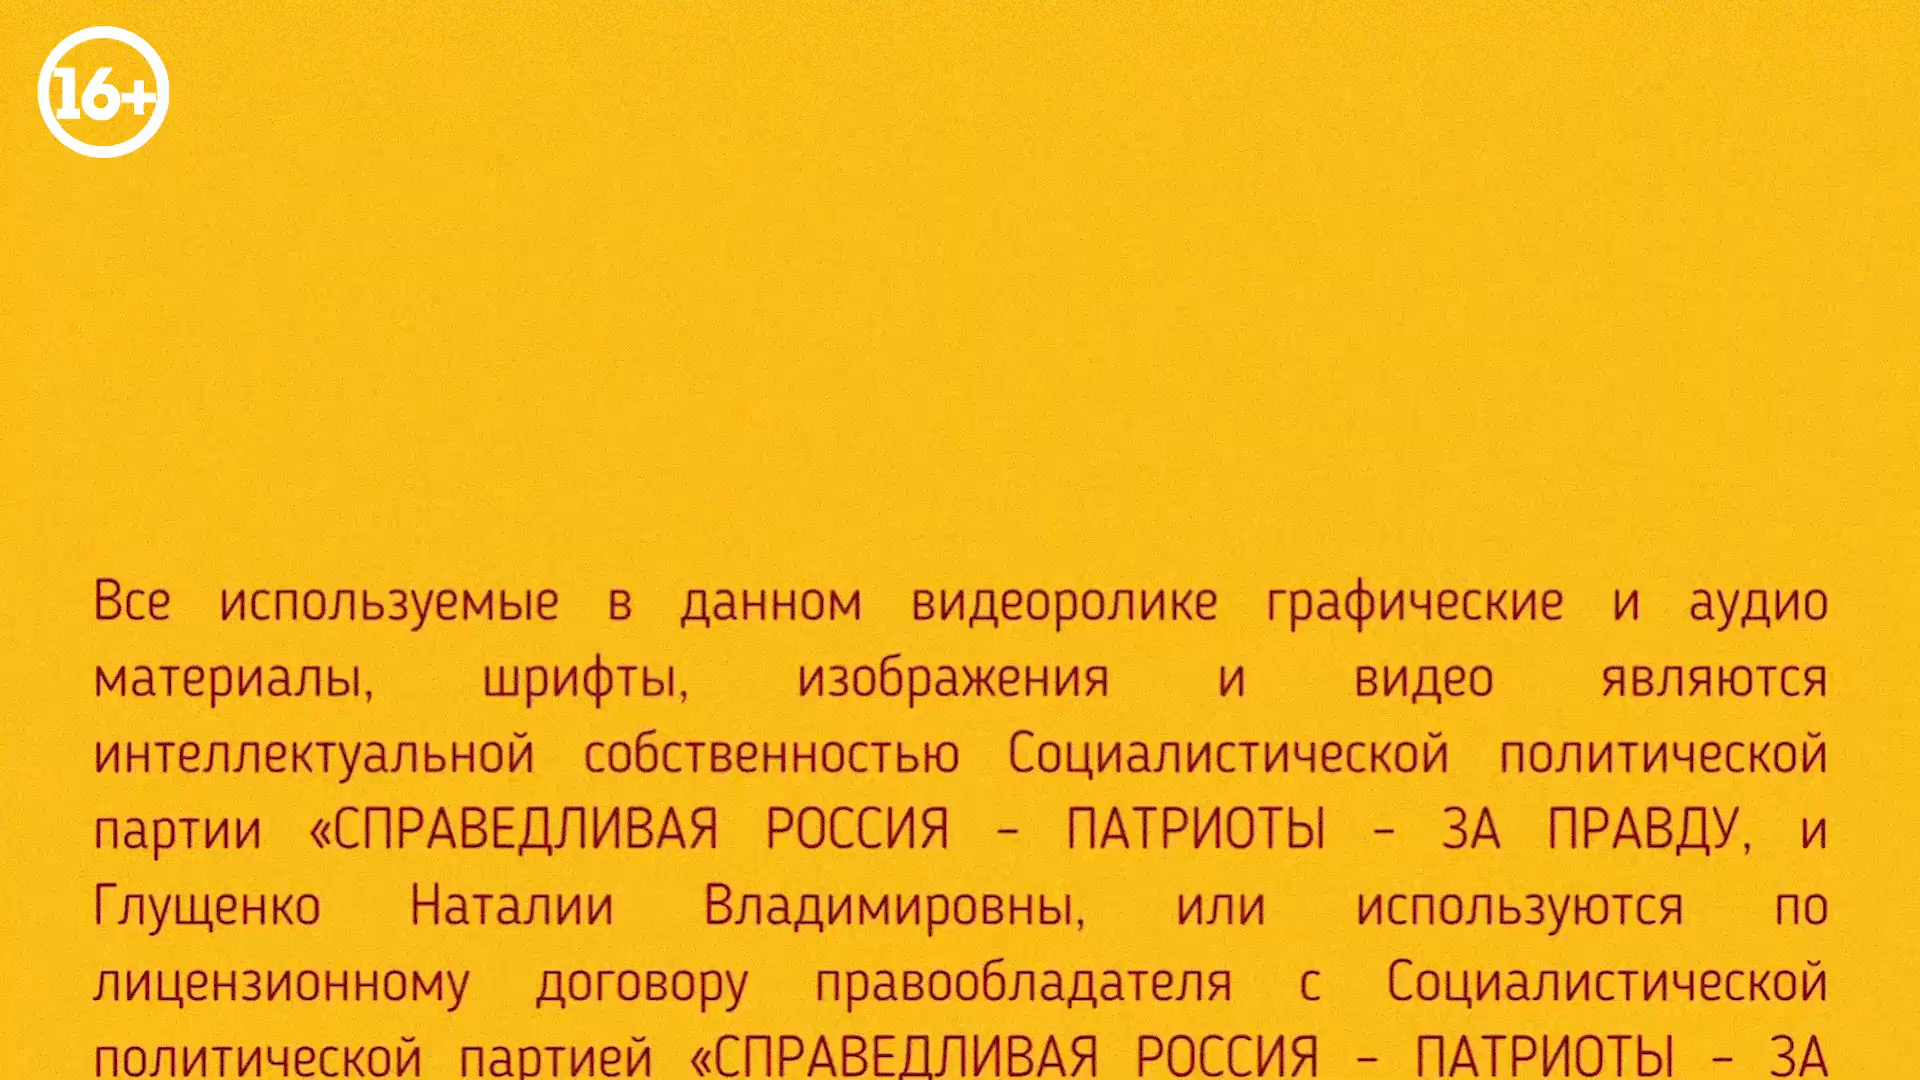 16+
Все используемые в данном видеоролике графические и аудио
материалы, шрифты, изображения и видео являются
интеллектуальной собственностью Социалистической политической
партии «СПРАВЕДЛИВАЯ РОССИЯ – ПАТРИОТЫ – ЗА ПРАВДУ, и
Глущенко Наталии Владимировны, или используются по
лицензионному договору правообладателя с Социалистической
политической партией «СПРАВЕДЛИВАЯ РОССИЯ – ПАТРИОТЫ – ЗА